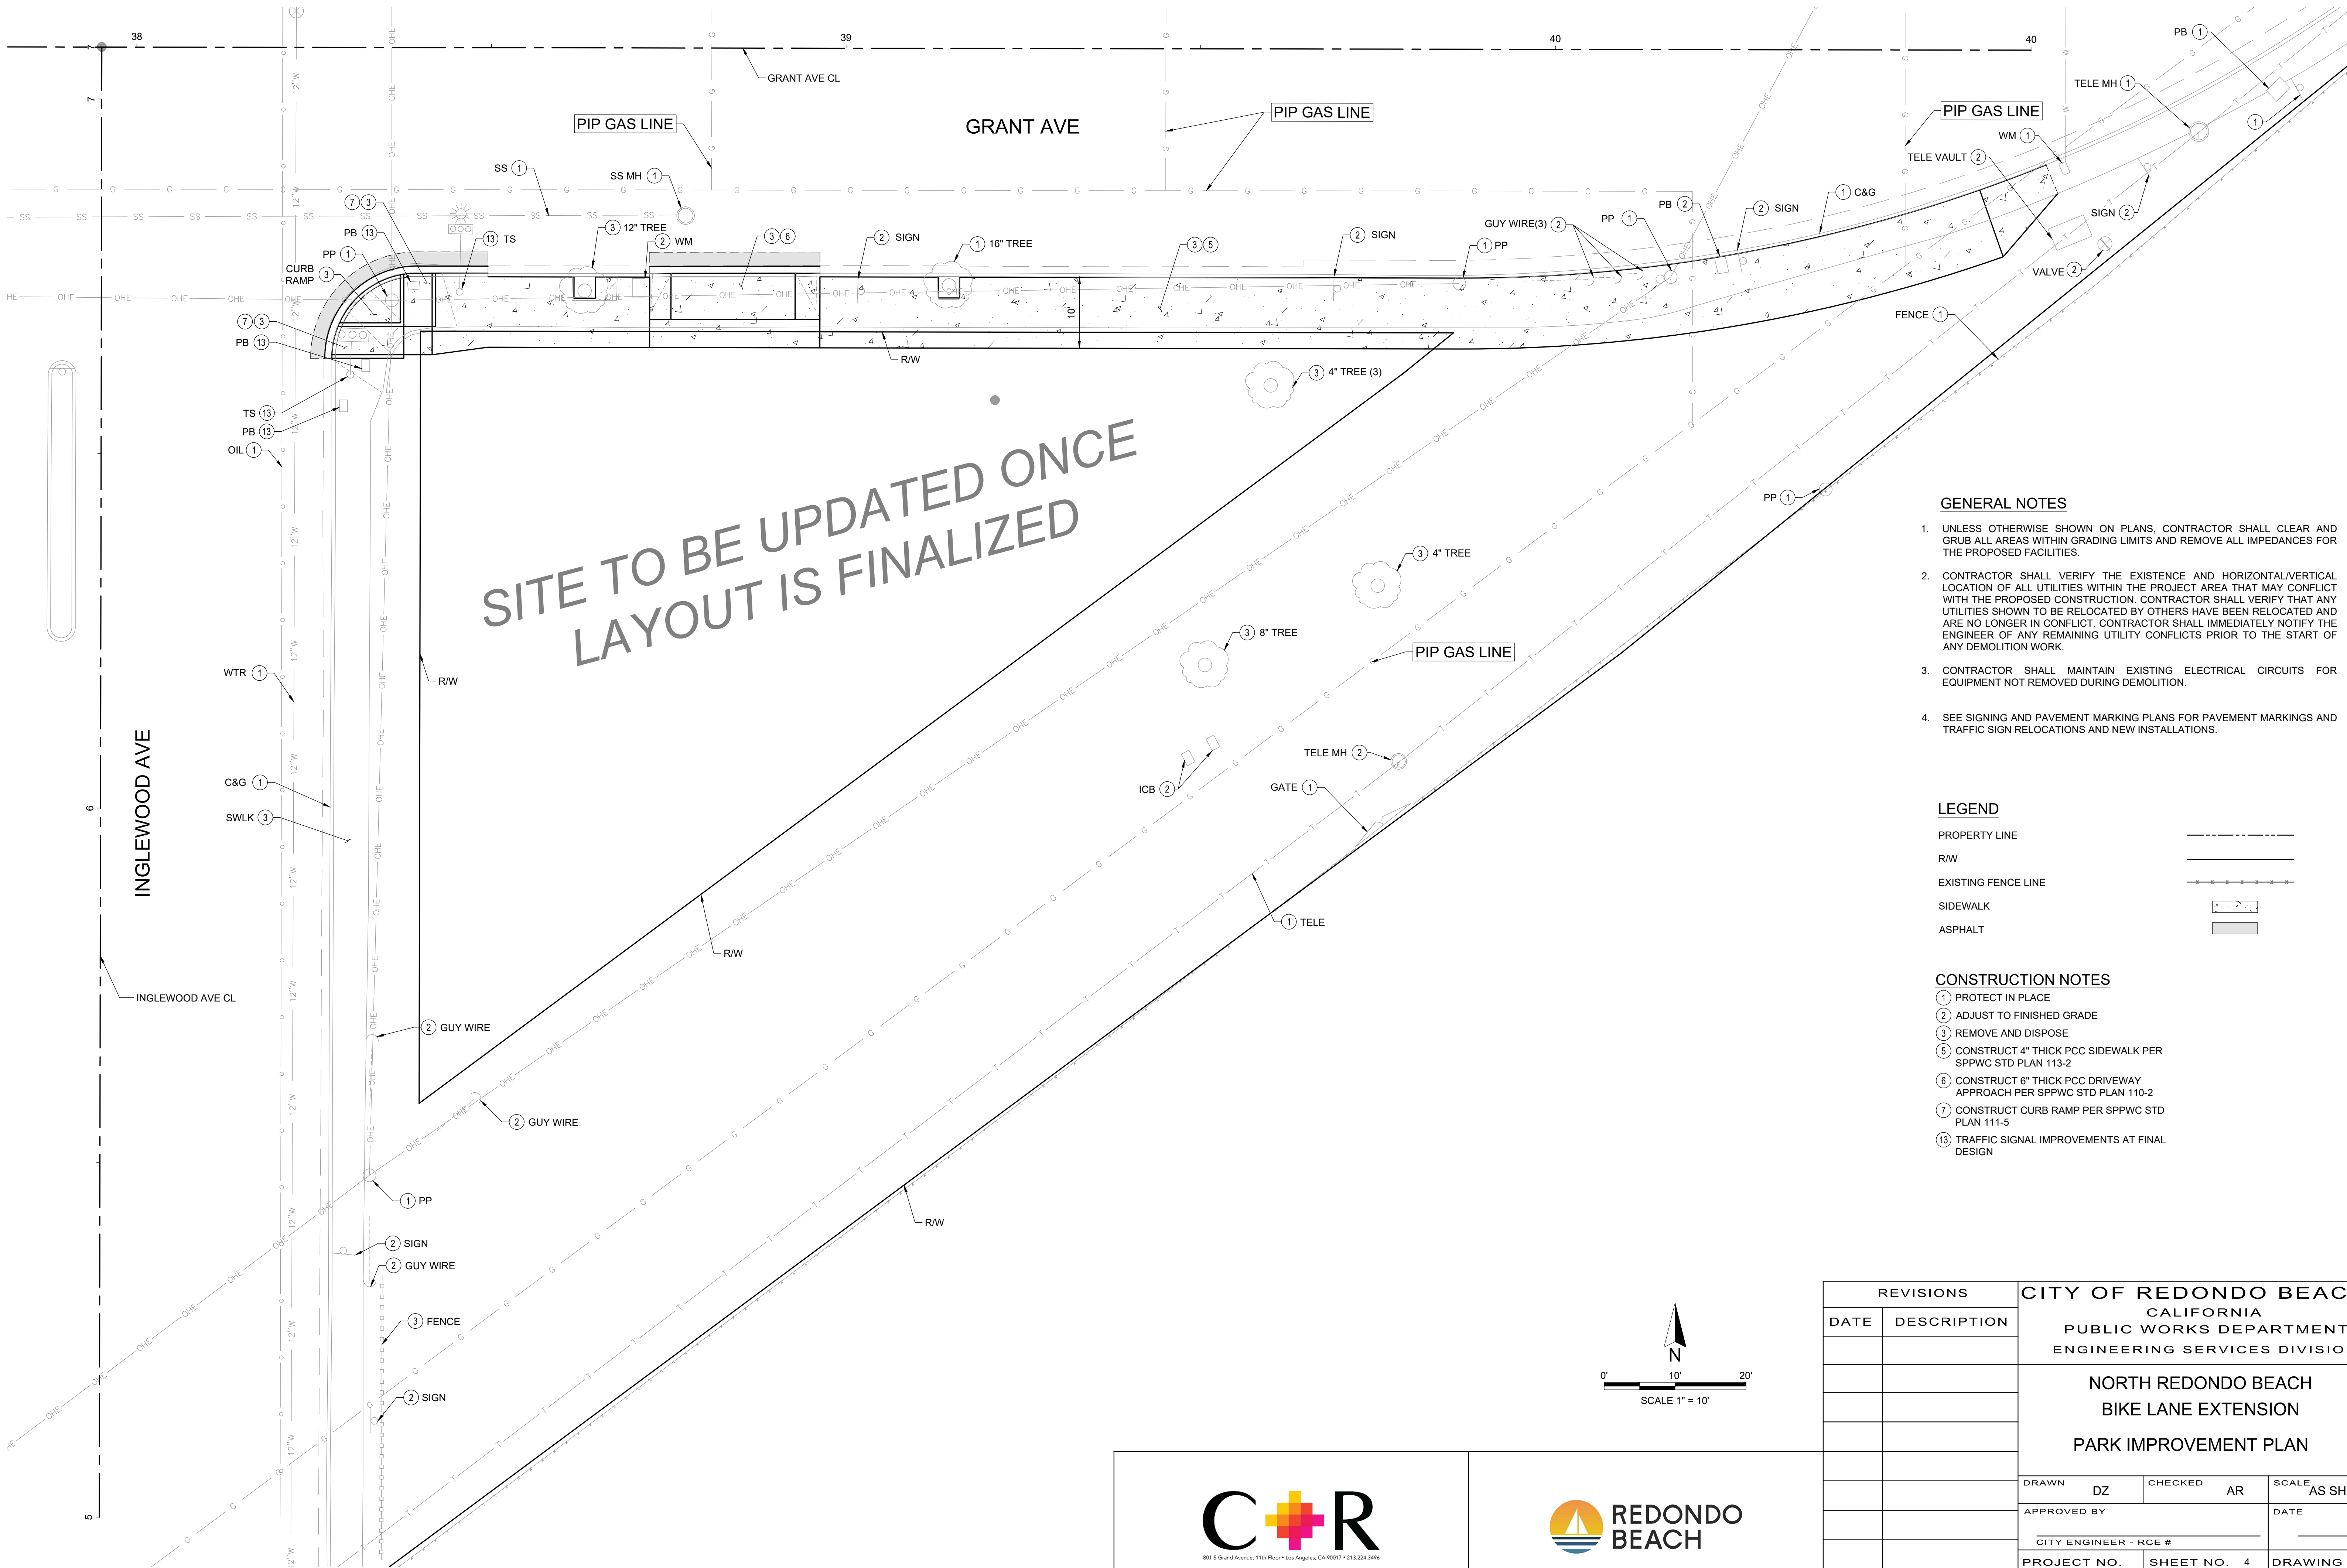 38
39
40
40
7
7
GRANT AVE CL
PIP GAS LINE
PIP GAS LINE
GRANT AVE
PIP GAS LINE
PB 1
TELE MH 1
1
WM 1
TELE VAULT 2
SIGN 2
VALVE 2
FENCE 1
SS 1
SS MH 1
7 3
PB 13
PP 1
CURB
RAMP 3
7 3
PB 13
13 TS
3 12" TREE
2 WM
3 6
2 SIGN
1 16" TREE
3 5
2 SIGN
GUY WIRE(3) 2
1 PP
PP 1
PB 2
2 SIGN
1 C&G
10'
R/W
3 4" TREE (3)
TS 13
PB 13
OIL 1
SITE TO BE UPDATED ONCE
LAYOUT IS FINALIZED
PP 1
3 4" TREE
3 8" TREE
PIP GAS LINE
WTR 1
R/W
INGLEWOOD AVE
6
C&G 1
SWLK 3
TELE MH 2
ICB 2
GATE 1
1 TELE
R/W
INGLEWOOD AVE CL
2 GUY WIRE
2 GUY WIRE
1 PP
R/W
2 SIGN
2 GUY WIRE
3 FENCE
2 SIGN
5
12"W
OHE
G
SS
T
GENERAL NOTES
1. UNLESS OTHERWISE SHOWN ON PLANS, CONTRACTOR SHALL CLEAR AND
GRUB ALL AREAS WITHIN GRADING LIMITS AND REMOVE ALL IMPEDANCES FOR
THE PROPOSED FACILITIES.
2. CONTRACTOR SHALL VERIFY THE EXISTENCE AND HORIZONTAL/VERTICAL
LOCATION OF ALL UTILITIES WITHIN THE PROJECT AREA THAT MAY CONFLICT
WITH THE PROPOSED CONSTRUCTION. CONTRACTOR SHALL VERIFY THAT ANY
UTILITIES SHOWN TO BE RELOCATED BY OTHERS HAVE BEEN RELOCATED AND
ARE NO LONGER IN CONFLICT. CONTRACTOR SHALL IMMEDIATELY NOTIFY THE
ENGINEER OF ANY REMAINING UTILITY CONFLICTS PRIOR TO THE START OF
ANY DEMOLITION WORK.
3. CONTRACTOR SHALL MAINTAIN EXISTING ELECTRICAL CIRCUITS FOR
EQUIPMENT NOT REMOVED DURING DEMOLITION.
4. SEE SIGNING AND PAVEMENT MARKING PLANS FOR PAVEMENT MARKINGS AND
TRAFFIC SIGN RELOCATIONS AND NEW INSTALLATIONS.
LEGEND
PROPERTY LINE
R/W
EXISTING FENCE LINE
SIDEWALK
ASPHALT
CONSTRUCTION NOTES
1 PROTECT IN PLACE
2 ADJUST TO FINISHED GRADE
3 REMOVE AND DISPOSE
5 CONSTRUCT 4" THICK PCC SIDEWALK PER
SPPWC STD PLAN 113-2
6 CONSTRUCT 6" THICK PCC DRIVEWAY
APPROACH PER SPPWC STD PLAN 110-2
7 CONSTRUCT CURB RAMP PER SPPWC STD
PLAN 111-5
13 TRAFFIC SIGNAL IMPROVEMENTS AT FINAL
DESIGN
N
0' 10' 20'
SCALE 1" = 10'
C+R
801 S Grand Avenue, 11th Floor • Los Angeles, CA 90017 • 213.224.3496
REDONDO
BEACH
REVISIONS
DATE DESCRIPTION
CITY OF REDONDO BEAC
CALIFORNIA
PUBLIC WORKS DEPARTMENT
ENGINEERING SERVICES DIVISIO
NORTH REDONDO BEACH
BIKE LANE EXTENSION
PARK IMPROVEMENT PLAN
DRAWN DZ CHECKED AR SCALE AS SH
APPROVED BY DATE
CITY ENGINEER - RCE #
PROJECT NO. SHEET NO. 4 DRAWING